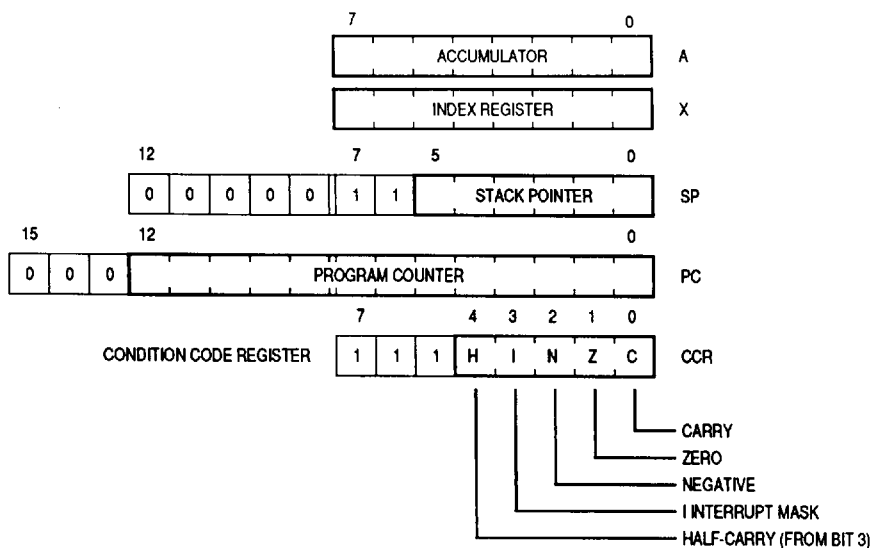 7 0
ACCUMULATOR A
INDEX REGISTER X
12 7 5 0
0 0 0 0 0 1 1 STACK POINTER SP
15 12 0
0 0 0 PROGRAM COUNTER PC
7 4 3 2 1 0
CONDITION CODE REGISTER 1 1 1 H I N Z C CCR
CARRY
ZERO
NEGATIVE
I INTERRUPT MASK
HALF-CARRY (FROM BIT 3)